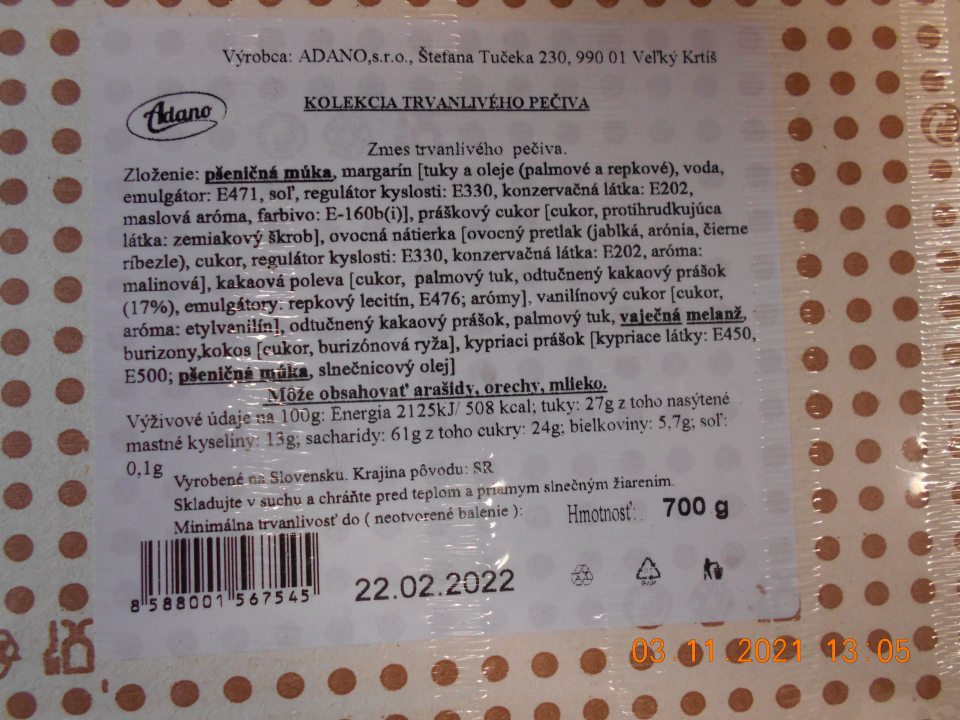 Výrobca: ADANO,s.r.o., Štefana Tučeka 230, 990 01 Veľký Krtíš
Adano
KOLEKCIA TRVANLIVÉHO PEČIVA
Zmes trvanlivého pečiva.
Zloženie: pšeničná múka, margarín [tuky a oleje (palmové a repkové), voda,
emulgátor: E471, soľ, regulátor kyslosti: E330, konzervačná látka: E202,
maslová aróma, farbivo: E-160b(i)], práškový cukor [cukor, protihrudkujúca
látka: zemiakový škrob], ovocná nátierka [ovocný pretlak (jablká, arónia, čierne
ríbezle), cukor, regulátor kyslosti: E330, konzervačná látka: E202, aróma:
malinová], kakaová poleva [cukor, palmový tuk, odtučnený kakaový prášok
(17%), emulgátory: repkový lecitín, E476; arómy], vanilínový cukor [cukor,
aróma: etylvanilín], odtučnený kakaový prášok, palmový tuk, vaječná melanž,
burizony,kokos [cukor, burizónová ryža], kypriaci prášok [kypriace látky: E450,
E500; pšeničná múka, slnečnicový olej]
Môže obsahovať arašidy, orechy, mlieko.
Výživové údaje na 100g: Energia 2125kJ/ 508 kcal; tuky: 27g z toho nasýtené
mastné kyseliny: 13g; sacharidy: 61g z toho cukry: 24g; bielkoviny: 5,7g; soľ:
0,1g
Vyrobené na Slovensku. Krajina pôvodu: SR
Skladujte v suchu a chráňte pred teplom a priamym slnečným žiarením.
Minimálna trvanlivosť do ( neotvorené balenie ):
Hmotnosť: 700 g
8 588001 567545
22.02.2022
03 11 2021 13:05